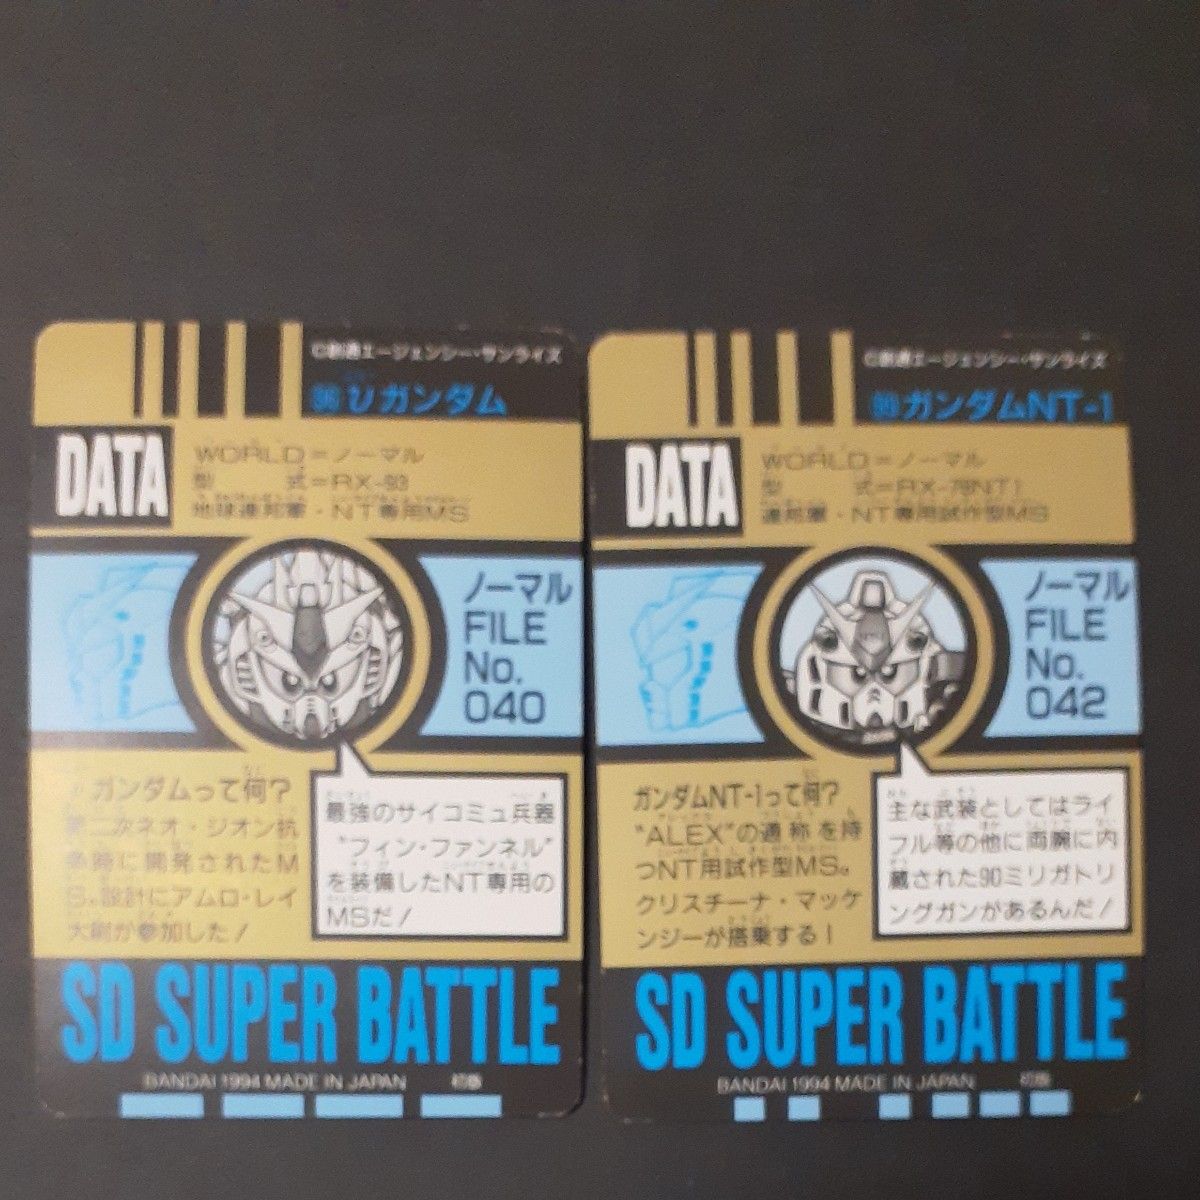 ©創通エージェンシー・サンライズ
νガンダム
DATA
WORLD=ノーマル
型 式=RX-93
地球連邦軍・NT専用MS
ノーマル
FILE
No.
040
ガンダムって何?
第二次ネオ・ジオン抗
争時に開発されたM
S。設計にアムロ・レイ
大尉が参加した!
最強のサイコミュ兵器
"フィン・ファンネル"
を装備したNT専用の
MSだ!
SD SUPER BATTLE
BANDAI 1994 MADE IN JAPAN 初版
©創通エージェンシー・サンライズ
ガンダムNT-1
DATA
WORLD=ノーマル
型 式=RX-78NT1
連邦軍・NT専用試作型MS
ノーマル
FILE
No.
042
ガンダムNT-1って何?
"ALEX"の通称を持
つNT用試作型MS。
クリスチーナ・マッケ
ンジーが搭乗する!
主な武装としてはライ
フル等の他に両腕に内
蔵された90ミリガトリ
ングガンがあるんだ!
SD SUPER BATTLE
BANDAI 1994 MADE IN JAPAN 初版